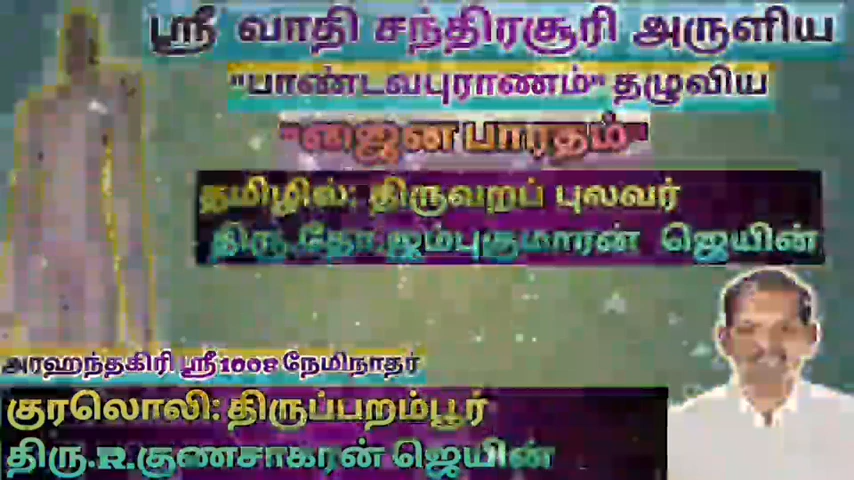 ஸ்ரீ வாதி சந்திரசூரி அருளிய
"பாண்டவபுராணம்" தழுவிய
"ஜைன பாரதம்"
தமிழில்: திருவறப் புலவர்
திரு.தோ.ஜம்புகுமாரன் ஜெயின்
அரஹந்தகிரி ஸ்ரீ 1008 நேமிநாதர்
குரலொலி: திருப்பறம்பூர்
திரு.R.குணசாகரன் ஜெயின்